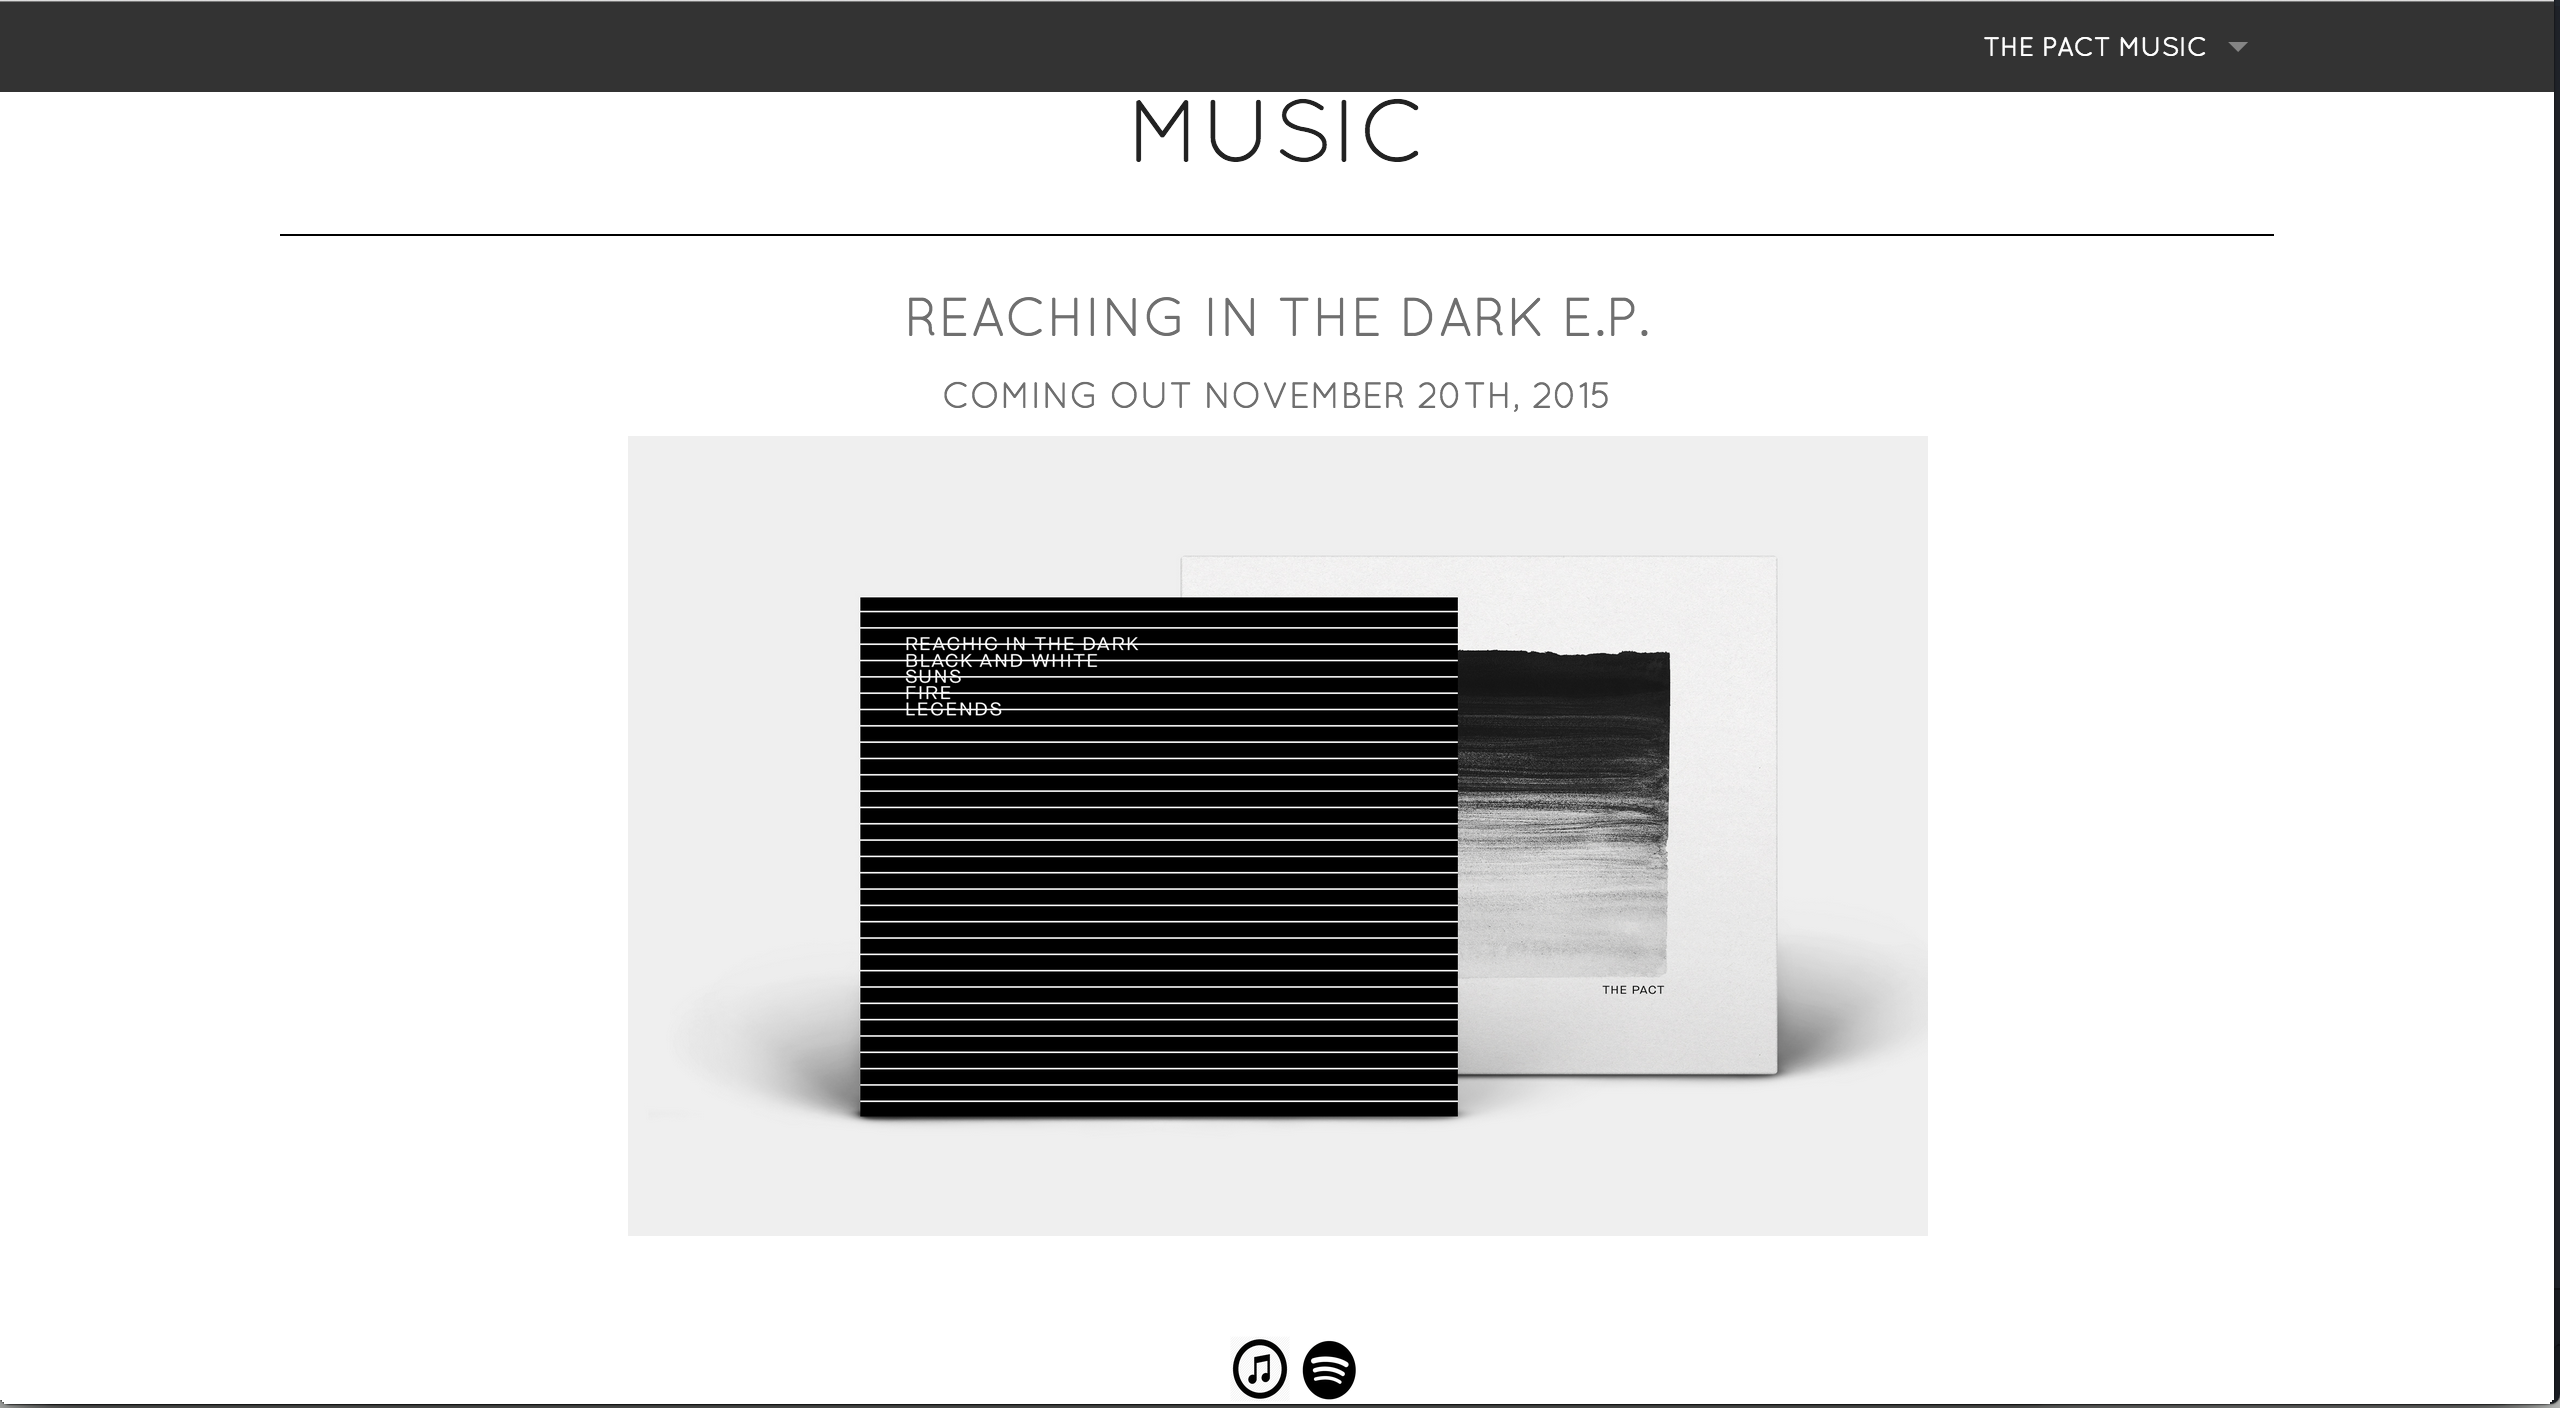 THE PACT MUSIC
MUSIC
REACHING IN THE DARK E.P.
COMING OUT NOVEMBER 20TH, 2015
REACHIG IN THE DARK
BLACK AND WHITE
SUNS
FIRE
LEGENDS
THE PACT